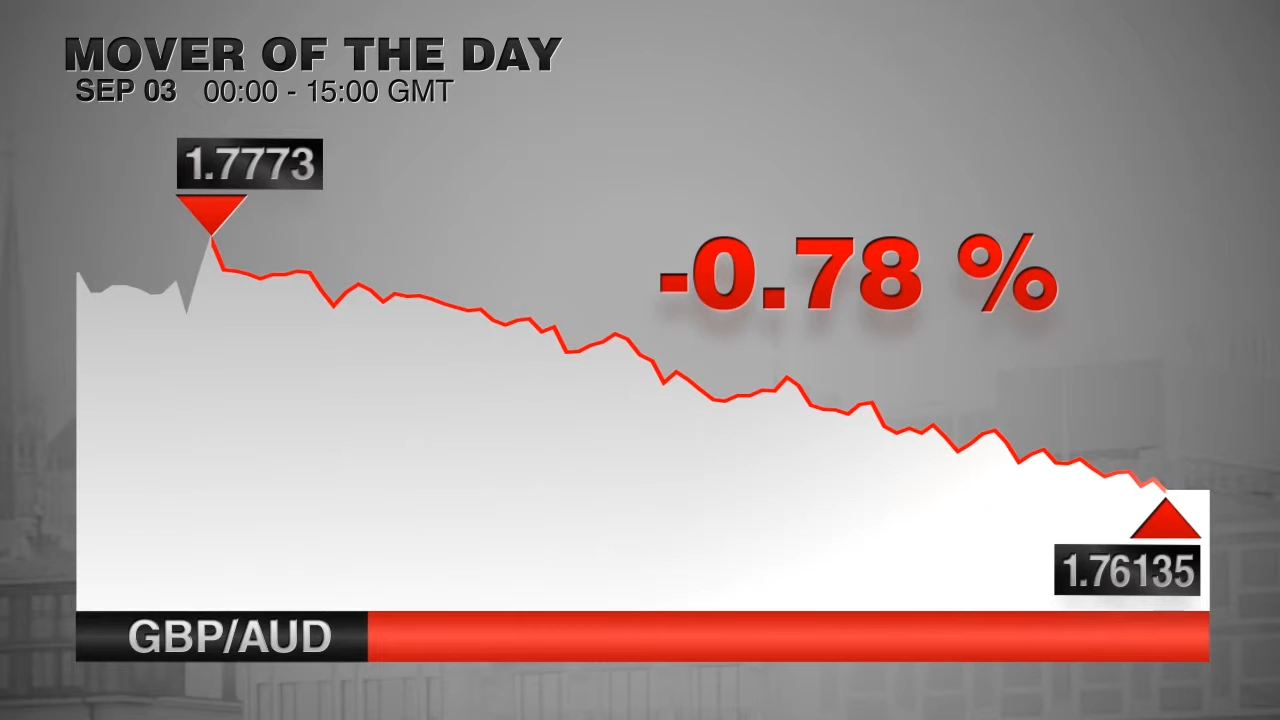 MOVER OF THE DAY
SEP 03 00:00 - 15:00 GMT
1.7773
-0.78 %
1.76135
GBP/AUD